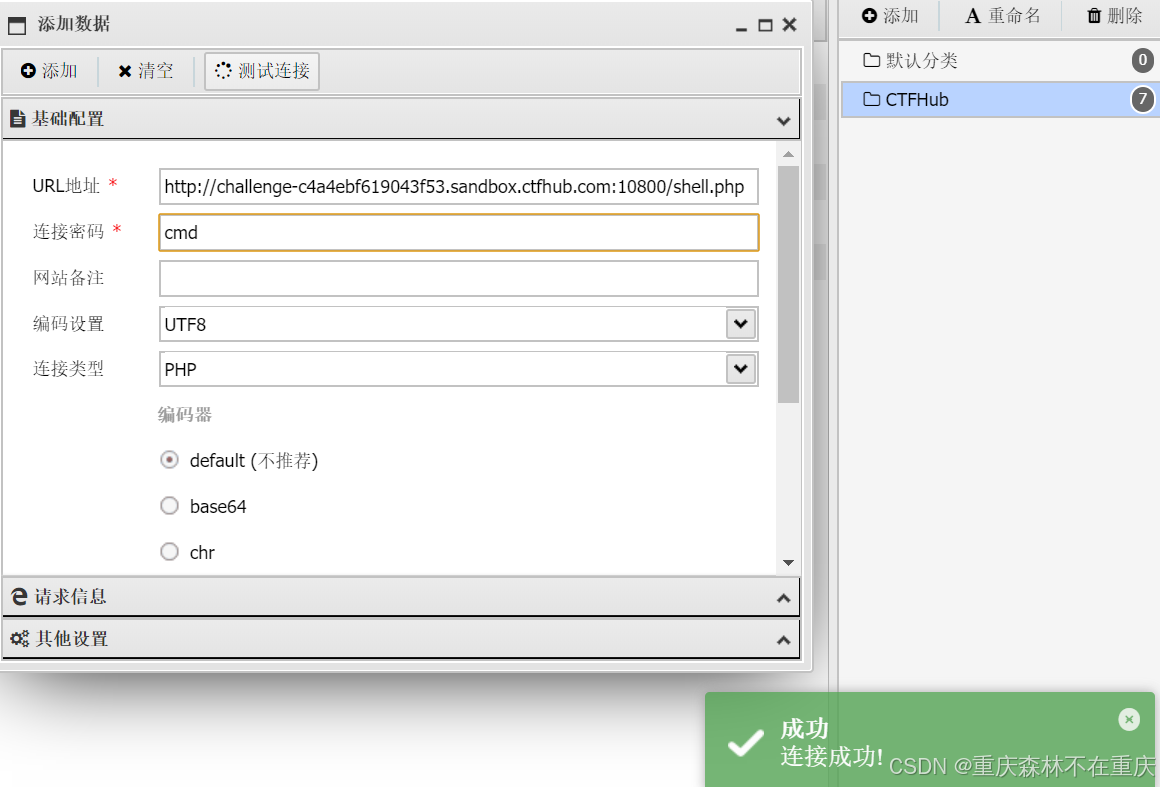 添加数据
添加 清空 测试连接
基础配置
URL地址 * http://challenge-c4a4ebf619043f53.sandbox.ctfhub.com:10800/shell.php
连接密码 * cmd
网站备注
编码设置 UTF8
连接类型 PHP
编码器
default (不推荐)
base64
chr
请求信息
其他设置
添加 重命名 删除
默认分类 0
CTFHub 7
成功
连接成功!
CSDN @重庆森林不在重庆